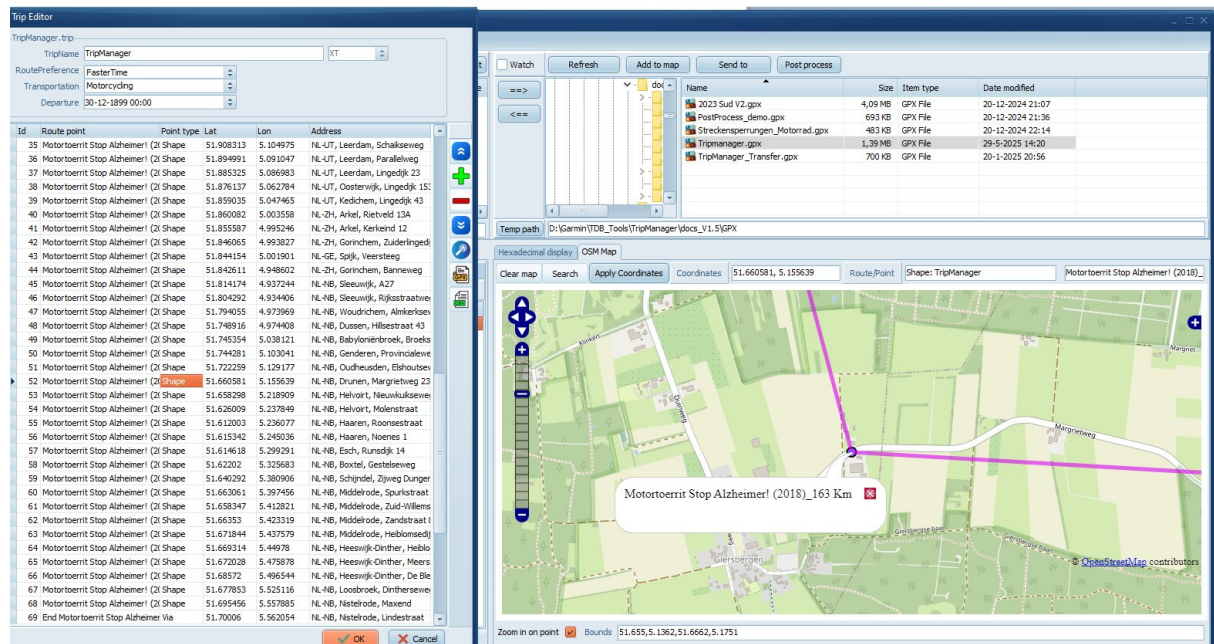 Trip Editor
TripManager.trip
TripName TripManager XT
RoutePreference FasterTime
Transportation Motorcycling
Departure 30-12-1899 00:00
Id Route point Point type Lat Lon Address
35 Motortoerrit Stop Alzheimer! (2( Shape 51.908313 5.104975 NL-UT, Leerdam, Schaikseweg
36 Motortoerrit Stop Alzheimer! (2( Shape 51.894991 5.091047 NL-UT, Leerdam, Parallelweg
37 Motortoerrit Stop Alzheimer! (2( Shape 51.885325 5.086983 NL-UT, Leerdam, Lingedijk 23
38 Motortoerrit Stop Alzheimer! (2( Shape 51.876137 5.062784 NL-UT, Oosterwijk, Lingedijk 153
39 Motortoerrit Stop Alzheimer! (2( Shape 51.859035 5.047465 NL-UT, Kedichem, Lingedijk 43
40 Motortoerrit Stop Alzheimer! (2( Shape 51.860082 5.003558 NL-ZH, Arkel, Rietveld 13A
41 Motortoerrit Stop Alzheimer! (2( Shape 51.855587 4.995246 NL-ZH, Arkel, Kerkeind 12
42 Motortoerrit Stop Alzheimer! (2( Shape 51.846065 4.993827 NL-ZH, Gorinchem, Zuiderlingedi
43 Motortoerrit Stop Alzheimer! (2( Shape 51.844154 5.001901 NL-GE, Spijk, Veersteeg
44 Motortoerrit Stop Alzheimer! (2( Shape 51.842611 4.948602 NL-ZH, Gorinchem, Banneweg
45 Motortoerrit Stop Alzheimer! (2( Shape 51.814174 4.937244 NL-NB, Sleeuwijk, A27
46 Motortoerrit Stop Alzheimer! (2( Shape 51.804292 4.934406 NL-NB, Sleeuwijk, Rijksstraatwe
47 Motortoerrit Stop Alzheimer! (2( Shape 51.794055 4.973969 NL-NB, Woudrichem, Almkerksew
48 Motortoerrit Stop Alzheimer! (2( Shape 51.748916 4.974408 NL-NB, Dussen, Hillsestraat 43
49 Motortoerrit Stop Alzheimer! (2( Shape 51.745354 5.038121 NL-NB, Babyloniënbroek, Broeks
50 Motortoerrit Stop Alzheimer! (2( Shape 51.744281 5.103041 NL-NB, Genderen, Provincialewe
51 Motortoerrit Stop Alzheimer! (2( Shape 51.722259 5.129177 NL-NB, Oudheusden, Elshoutsew
52 Motortoerrit Stop Alzheimer! (2( Shape 51.660581 5.155639 NL-NB, Drunen, Margrietweg 23
53 Motortoerrit Stop Alzheimer! (2( Shape 51.658298 5.218909 NL-NB, Helvoirt, Nieuwkuikseweg
54 Motortoerrit Stop Alzheimer! (2( Shape 51.626009 5.237849 NL-NB, Helvoirt, Molenstraat
55 Motortoerrit Stop Alzheimer! (2( Shape 51.612003 5.236077 NL-NB, Haaren, Roonsestraat
56 Motortoerrit Stop Alzheimer! (2( Shape 51.615342 5.245036 NL-NB, Haaren, Noenes 1
57 Motortoerrit Stop Alzheimer! (2( Shape 51.614618 5.299291 NL-NB, Esch, Runsdijk 14
58 Motortoerrit Stop Alzheimer! (2( Shape 51.62202 5.325683 NL-NB, Boxtel, Gestelseweg
59 Motortoerrit Stop Alzheimer! (2( Shape 51.640292 5.380906 NL-NB, Schijndel, Zijweg Dunger
60 Motortoerrit Stop Alzheimer! (2( Shape 51.663061 5.397456 NL-NB, Middelrode, Spurkstraat
61 Motortoerrit Stop Alzheimer! (2( Shape 51.658347 5.412821 NL-NB, Middelrode, Zuid-Willems
62 Motortoerrit Stop Alzheimer! (2( Shape 51.66353 5.423319 NL-NB, Middelrode, Zandstraat
63 Motortoerrit Stop Alzheimer! (2( Shape 51.671844 5.437579 NL-NB, Middelrode, Heiblomsedij
64 Motortoerrit Stop Alzheimer! (2( Shape 51.669314 5.44978 NL-NB, Heeswijk-Dinther, Heiblo
65 Motortoerrit Stop Alzheimer! (2( Shape 51.672028 5.475878 NL-NB, Heeswijk-Dinther, Meers
66 Motortoerrit Stop Alzheimer! (2( Shape 51.68572 5.496544 NL-NB, Heeswijk-Dinther, De Ble
67 Motortoerrit Stop Alzheimer! (2( Shape 51.677853 5.525116 NL-NB, Loosbroek, Dintherseweg
68 Motortoerrit Stop Alzheimer! (2( Shape 51.695456 5.557885 NL-NB, Nistelrode, Maxend
69 End Motortoerrit Stop Alzheimer Via 51.70006 5.562054 NL-NB, Nistelrode, Lindestraat
OK Cancel
Watch Refresh Add to map Send to Post process
==>
<==
doc
Name Size Item type Date modified
2023 Sud V2.gpx 4,09 MB GPX File 20-12-2024 21:07
PostProcess_demo.gpx 693 KB GPX File 20-12-2024 21:36
Streckensperrungen_Motorrad.gpx 483 KB GPX File 20-12-2024 22:14
Tripmanager.gpx 1,39 MB GPX File 29-5-2025 14:20
TripManager_Transfer.gpx 700 KB GPX File 20-1-2025 20:56
Temp path D:\Garmin\TDB_Tools\TripManager\docs_V1.5\GPX
Hexadecimal display OSM Map
Clear map Search Apply Coordinates Coordinates 51.660581, 5.155639 Route/Point Shape: TripManager Motortoerrit Stop Alzheimer! (2018)_
Klinkert
Duinweg
Margriet
Margrietweg
Motortoerrit Stop Alzheimer! (2018)_163 Km
Giersbergse baan
Giersbergse baan
weg
Giersbergen
© OpenStreetMap contributors
Zoom in on point Bounds 51.655,5.1362,51.6662,5.1751